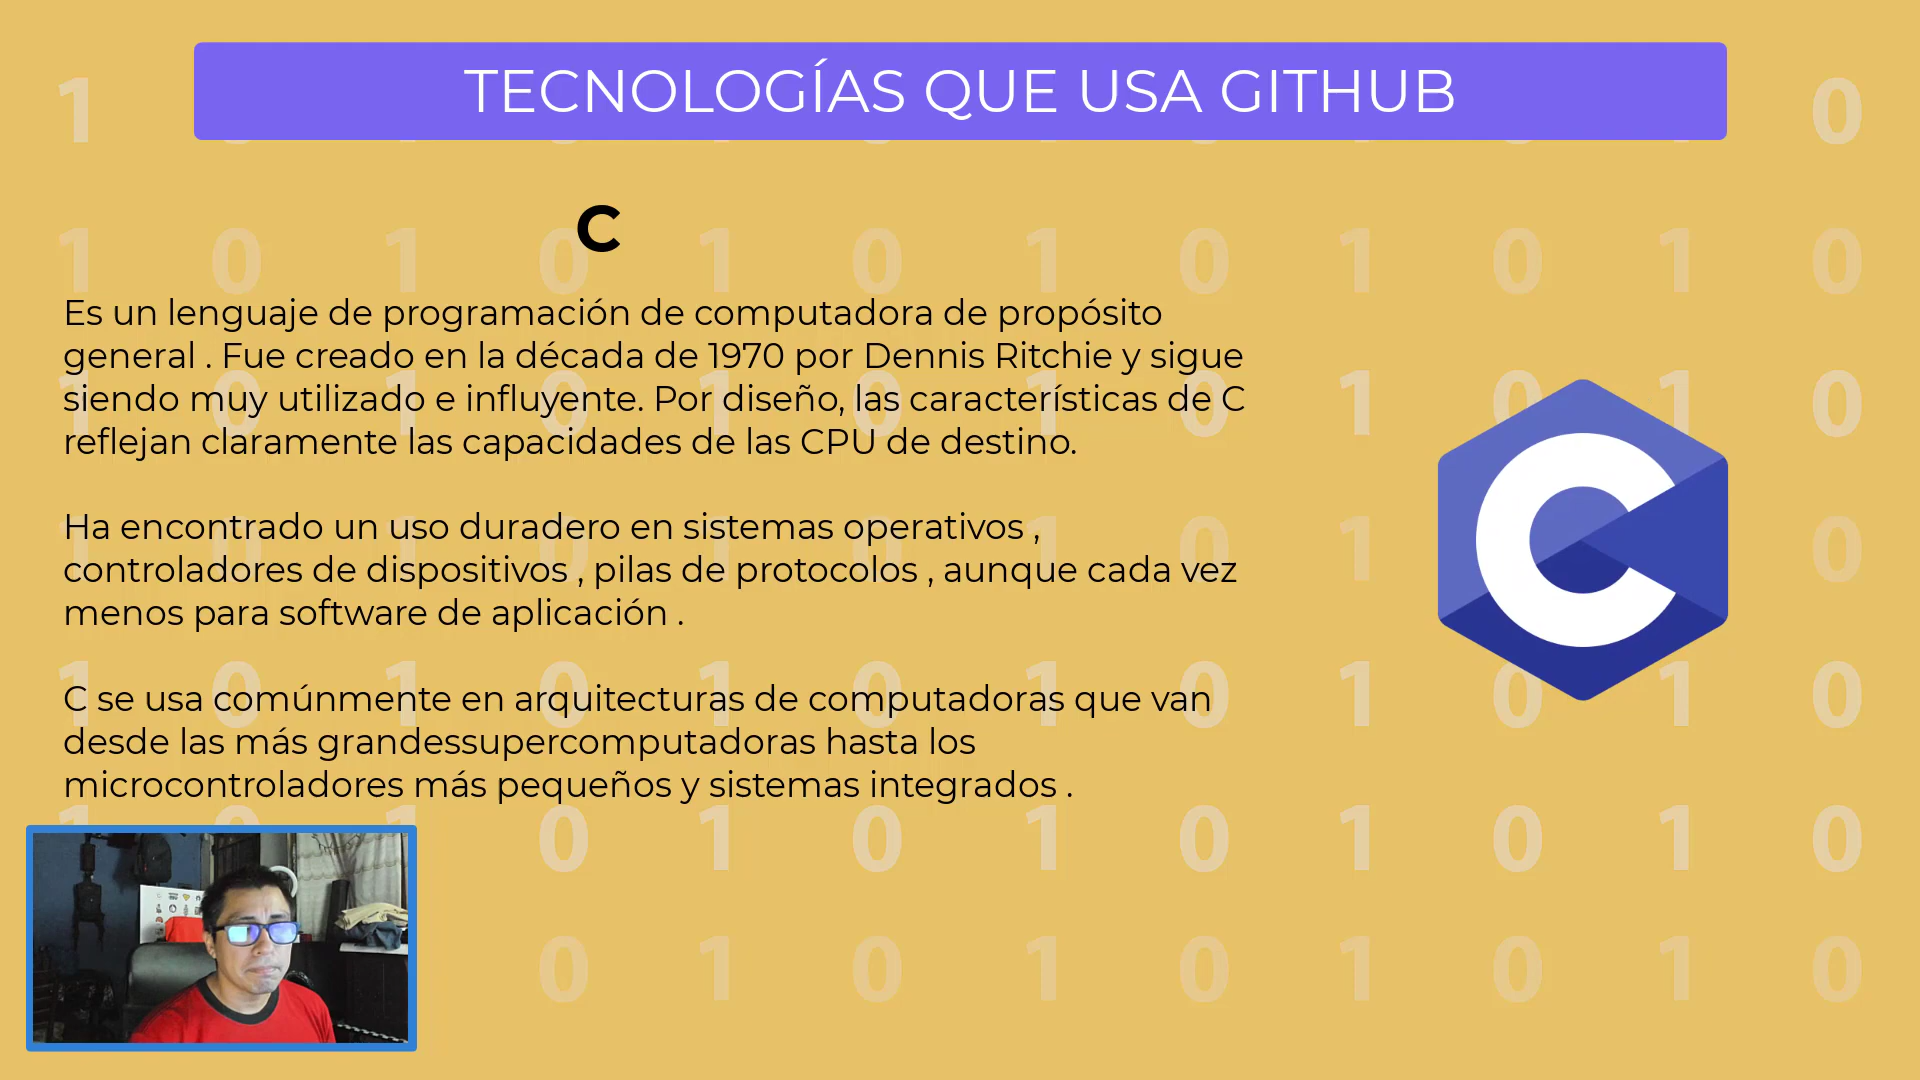 TECNOLOGÍAS QUE USA GITHUB
C
Es un lenguaje de programación de computadora de propósito
general . Fue creado en la década de 1970 por Dennis Ritchie y sigue
siendo muy utilizado e influyente. Por diseño, las características de C
reflejan claramente las capacidades de las CPU de destino.
Ha encontrado un uso duradero en sistemas operativos ,
controladores de dispositivos , pilas de protocolos , aunque cada vez
menos para software de aplicación .
C se usa comúnmente en arquitecturas de computadoras que van
desde las más grandessupercomputadoras hasta los
microcontroladores más pequeños y sistemas integrados .
C